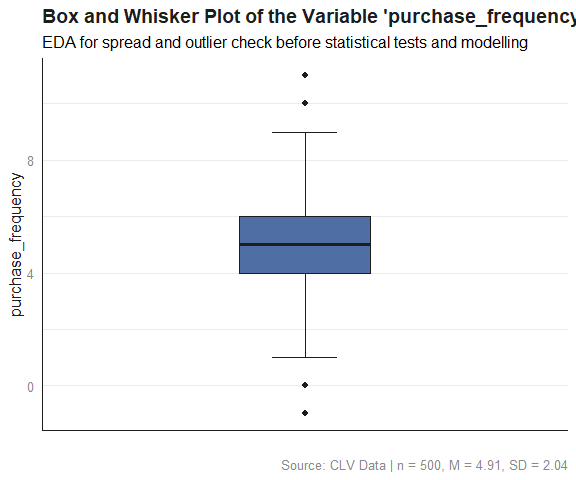 Box and Whisker Plot of the Variable 'purchase_frequency
EDA for spread and outlier check before statistical tests and modelling
purchase_frequency
8
4
0
Source: CLV Data | n = 500, M = 4.91, SD = 2.04